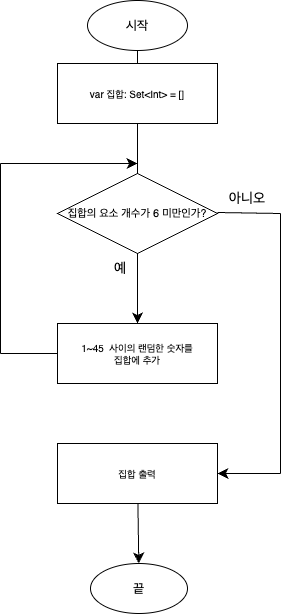 시작
var 집합: Set<Int> = []
집합의 요소 개수가 6 미만인가?
아니오
예
1~45 사이의 랜덤한 숫자를
집합에 추가
집합 출력
끝